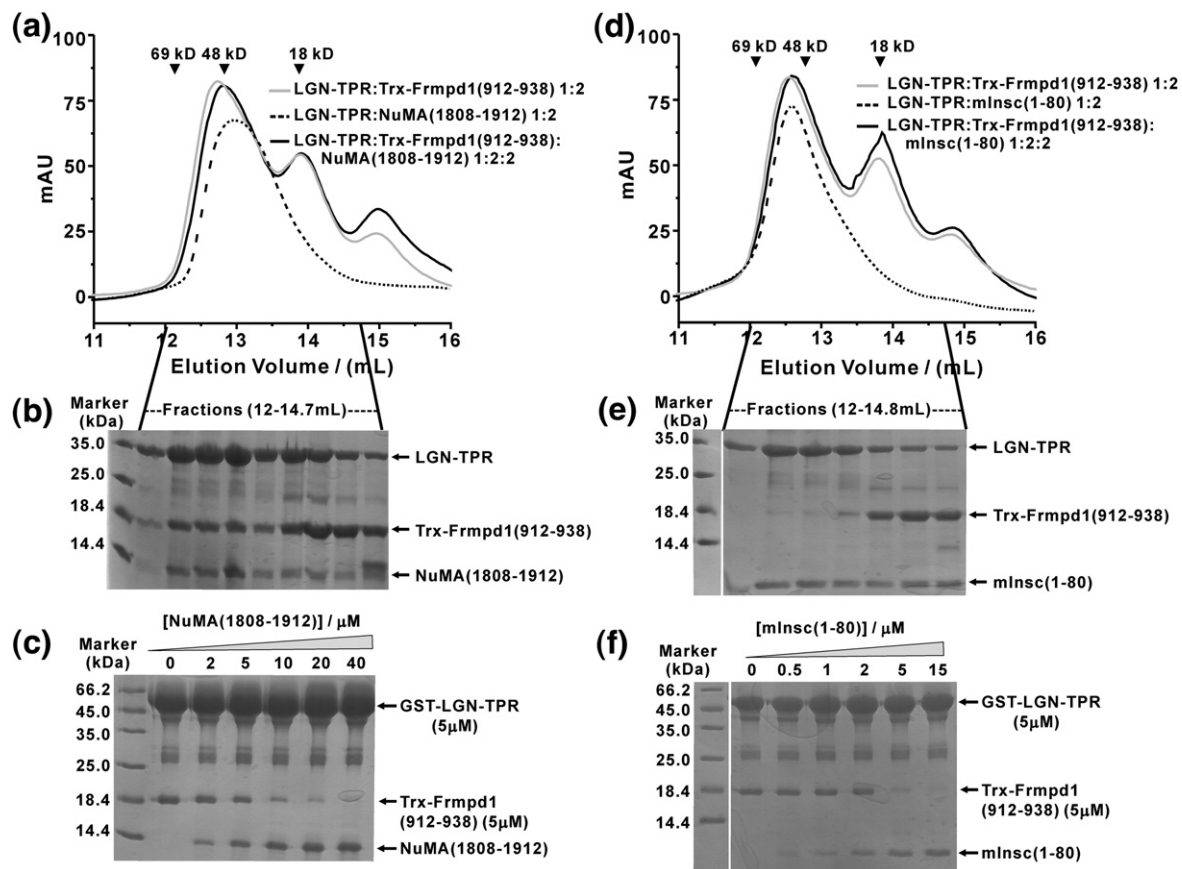 (a)
100
75
50
25
0
mAU
69 kD 48 kD 18 kD
LGN-TPR:Trx-Frmpd1(912-938) 1:2
LGN-TPR:NuMA(1808-1912) 1:2
LGN-TPR:Trx-Frmpd1(912-938):
NuMA(1808-1912) 1:2:2
11 12 13 14 15 16
Elution Volume / (mL)
(b)
Marker
(kDa)
---Fractions (12-14.7mL)----
35.0
25.0
18.4
14.4
LGN-TPR
Trx-Frmpd1(912-938)
NuMA(1808-1912)
(c)
[NuMA(1808-1912)] / μM
Marker
(kDa)
0 2 5 10 20 40
66.2
45.0
35.0
25.0
18.4
14.4
GST-LGN-TPR
(5μM)
Trx-Frmpd1
(912-938) (5μM)
NuMA(1808-1912)
(d)
100
75
50
25
0
mAU
69 kD 48 kD 18 kD
LGN-TPR:Trx-Frmpd1(912-938) 1:2
LGN-TPR:mInsc(1-80) 1:2
LGN-TPR:Trx-Frmpd1(912-938):
mInsc(1-80) 1:2:2
11 12 13 14 15 16
Elution Volume / (mL)
(e)
Marker
(kDa)
---Fractions (12-14.8mL)----
35.0
25.0
18.4
14.4
LGN-TPR
Trx-Frmpd1(912-938)
mInsc(1-80)
(f)
[mInsc(1-80)] / μM
Marker
(kDa)
0 0.5 1 2 5 15
66.2
45.0
35.0
25.0
18.4
14.4
GST-LGN-TPR
(5μM)
Trx-Frmpd1
(912-938) (5μM)
mInsc(1-80)